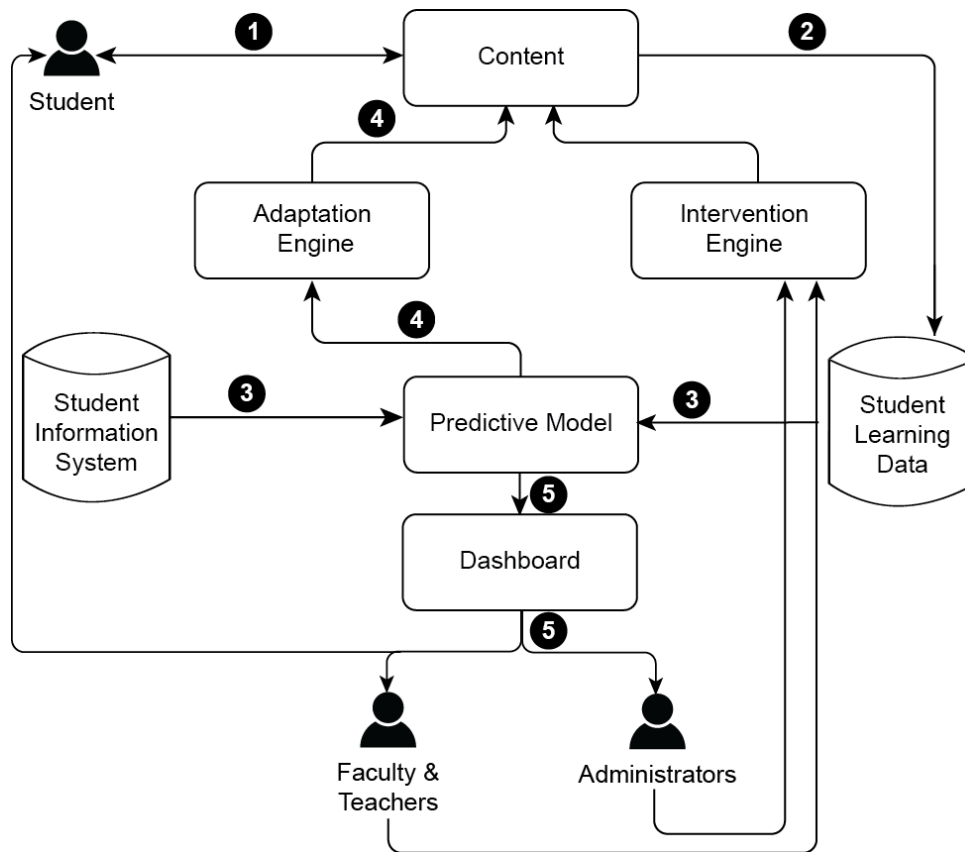 1
2
Content
Student
4
Adaptation
Engine
Intervention
Engine
4
Student
Information
System
3
Predictive Model
3
Student
Learning
Data
5
Dashboard
5
Faculty &
Teachers
Administrators